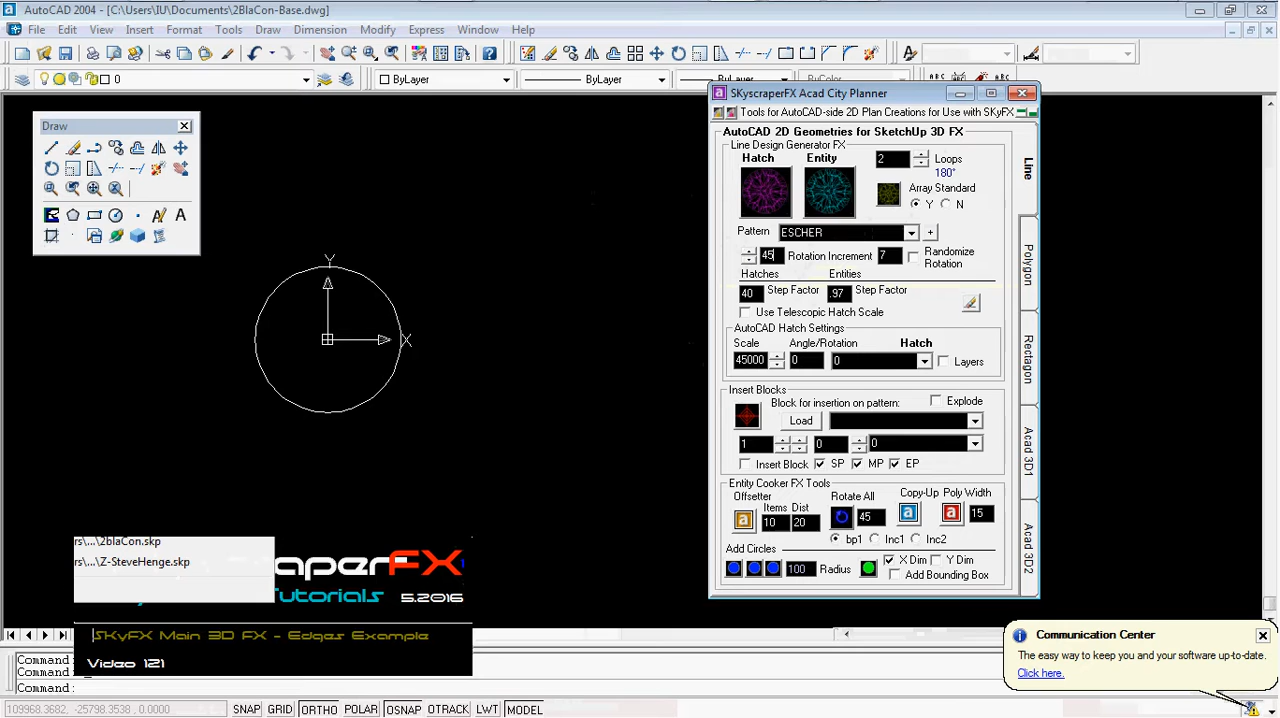 AutoCAD 2004 - [C:\Users\IU\Documents\2BlaCon-Base.dwg]
File Edit View Insert Format Tools Draw Dimension Modify Express Window Help
0 ByLayer ByLayer ByLayer ByColor
Draw
SKyscraperFX Acad City Planner
Tools for AutoCAD-side 2D Plan Creations for Use with SKyFX
AutoCAD 2D Geometries for SketchUp 3D FX
Line Design Generator FX
Hatch Entity 2 Loops
180°
Array Standard
Y N
Pattern ESCHER +
45 Rotation Increment 7 Randomize Rotation
Hatches Entities
40 Step Factor .97 Step Factor
Use Telescopic Hatch Scale
AutoCAD Hatch Settings
Scale Angle/Rotation Hatch
45000 0 0 Layers
Insert Blocks
Block for insertion on pattern: Explode
Load
1 0 0
Insert Block SP MP EP
Entity Cooker FX Tools
Offsetter Items Dist Rotate All Copy-Up Poly Width
10 20 45 15
bp1 Inc1 Inc2
Add Circles X Dim Y Dim
100 Radius Add Bounding Box
Line
Polygon
Rectagon
Acad 3D1
Acad 3D2
Y
X
rs\...\2blaCon.skp
rs\...\Z-SteveHenge.skp
aperFX
Tutorials 5.2016
SKyFX Main 3D FX - Edges Example
Video 121
Command:
Command:
Command:
Communication Center
The easy way to keep you and your software up-to-date.
Click here.
109968.3682, -25798.3528, 0.0000 SNAP GRID ORTHO POLAR OSNAP OTRACK LWT MODEL